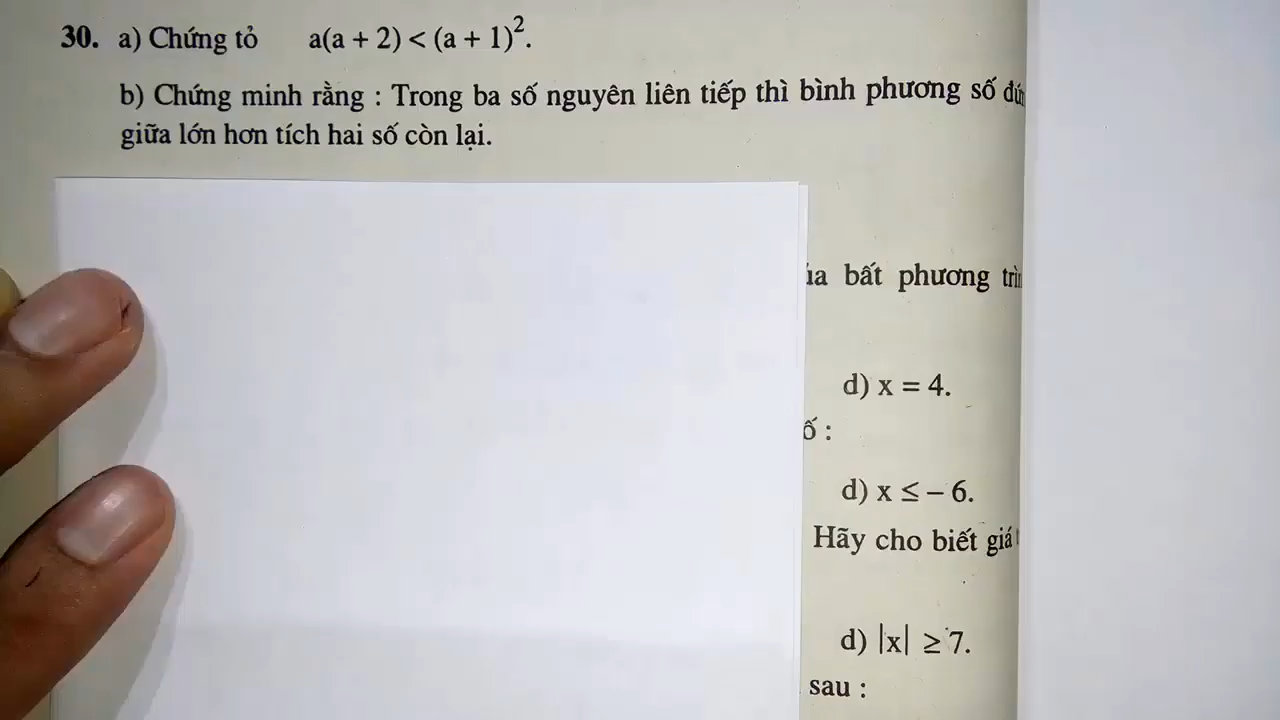 30. a) Chứng tỏ a(a + 2) < (a + 1)².
b) Chứng minh rằng : Trong ba số nguyên liên tiếp thì bình phương số
giữa lớn hơn tích hai số còn lại.
bất phương
d) x = 4.
d) x ≤ – 6.
Hãy cho biết giá
d) |x| ≥ 7.
sau :